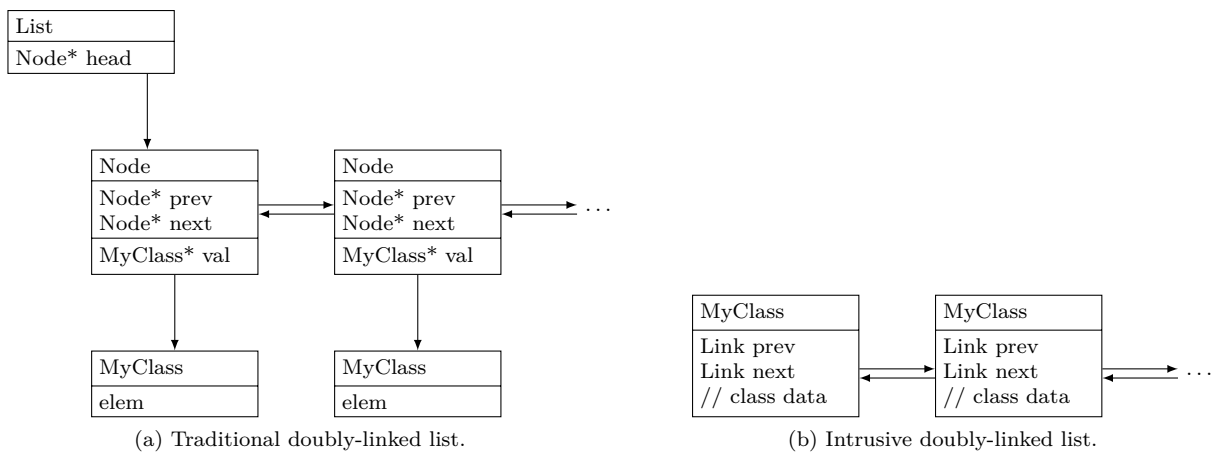 List
Node* head
Node
Node* prev
Node* next
MyClass* val
Node
Node* prev
Node* next
MyClass* val
...
MyClass
elem
MyClass
elem
(a) Traditional doubly-linked list.
MyClass
Link prev
Link next
// class data
MyClass
Link prev
Link next
// class data
...
(b) Intrusive doubly-linked list.